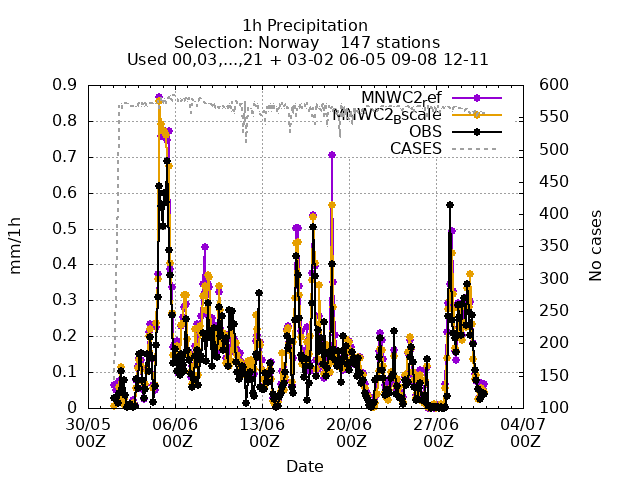 1h Precipitation
Selection: Norway 147 stations
Used 00,03,...,21 + 03-02 06-05 09-08 12-11
0.9
0.8
0.7
0.6
0.5
0.4
0.3
0.2
0.1
0
600
550
500
450
400
350
300
250
200
150
100
mm/1h
No cases
MNWC2_ref
MNWC2_Bscale
OBS
CASES
30/05 06/06 13/06 20/06 27/06 04/07
00Z 00Z 00Z 00Z 00Z 00Z
Date